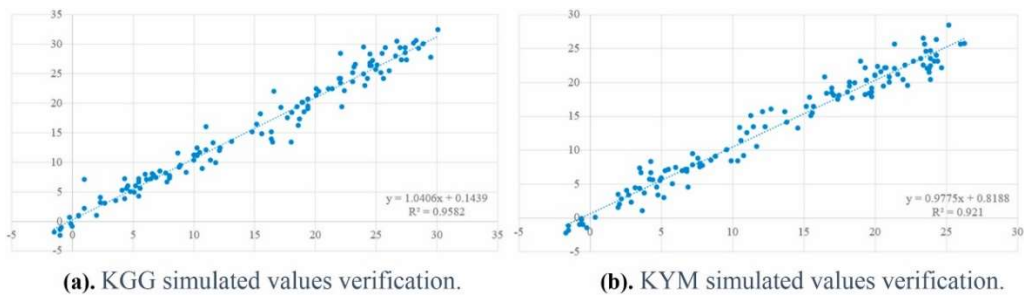 35
30
25
20
15
10
5
0
-5
-5 0 5 10 15 20 25 30 35
y = 1.0406x + 0.1439
R² = 0.9582
(a). KGG simulated values verification.
30
25
20
15
10
5
0
-5
-5 0 5 10 15 20 25 30
y = 0.9775x + 0.8188
R² = 0.921
(b). KYM simulated values verification.